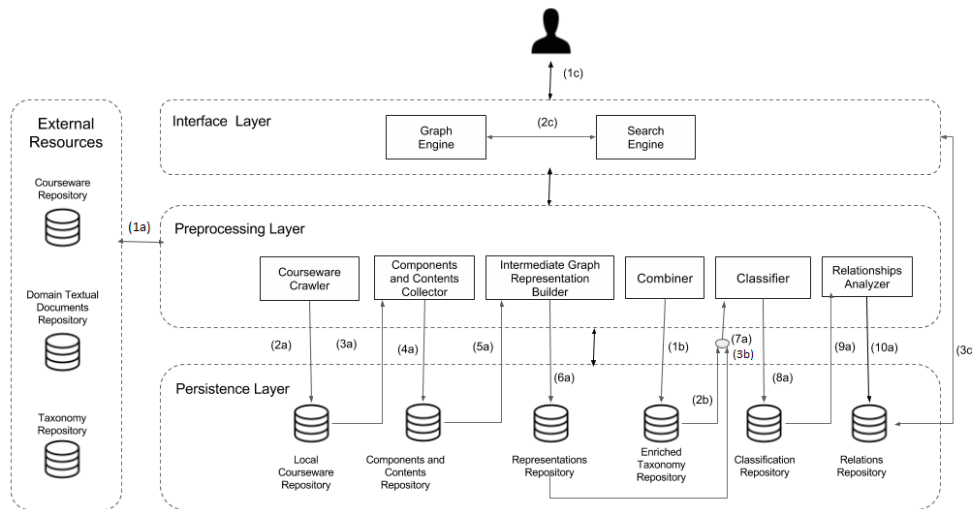 (1c)
External
Resources
Courseware
Repository
Domain Textual
Documents
Repository
Taxonomy
Repository
(1a)
Interface Layer
Graph
Engine
(2c)
Search
Engine
Preprocessing Layer
Courseware
Crawler
Components
and Contents
Collector
Intermediate Graph
Representation
Builder
Combiner
Classifier
Relationships
Analyzer
(2a)
(3a)
(4a)
(5a)
(6a)
(1b)
(7a)
(3b)
(2b)
(8a)
(9a)
(10a)
(3c
Persistence Layer
Local
Courseware
Repository
Components and
Contents
Repository
Representations
Repository
Enriched
Taxonomy
Repository
Classification
Repository
Relations
Repository